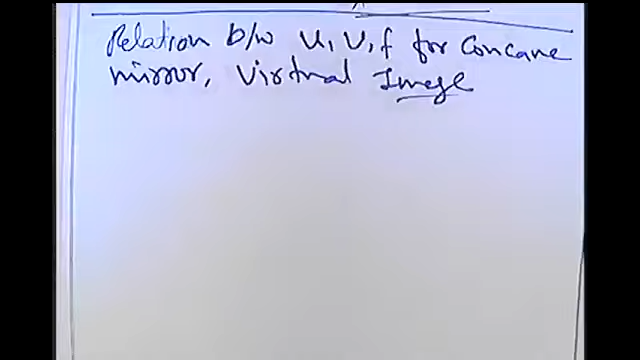 Relation b/w u, v, f for Concave
mirror, Virtual Image